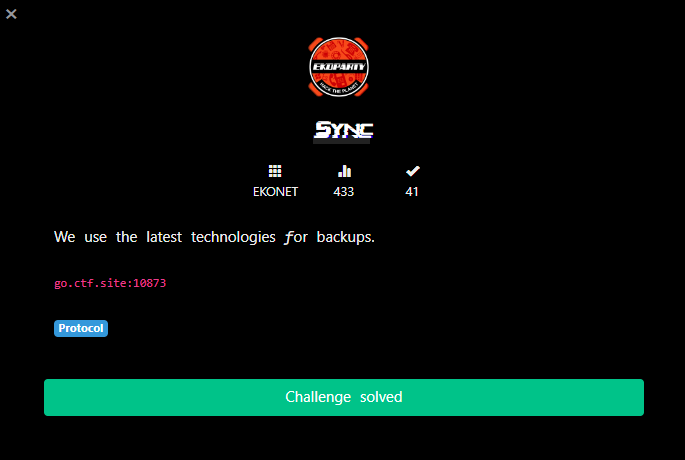 EKOPARTY
HACK THE PLANET
Sync
EKONET 433 41
We use the latest technologies for backups.
go.ctf.site:10873
Protocol
Challenge solved